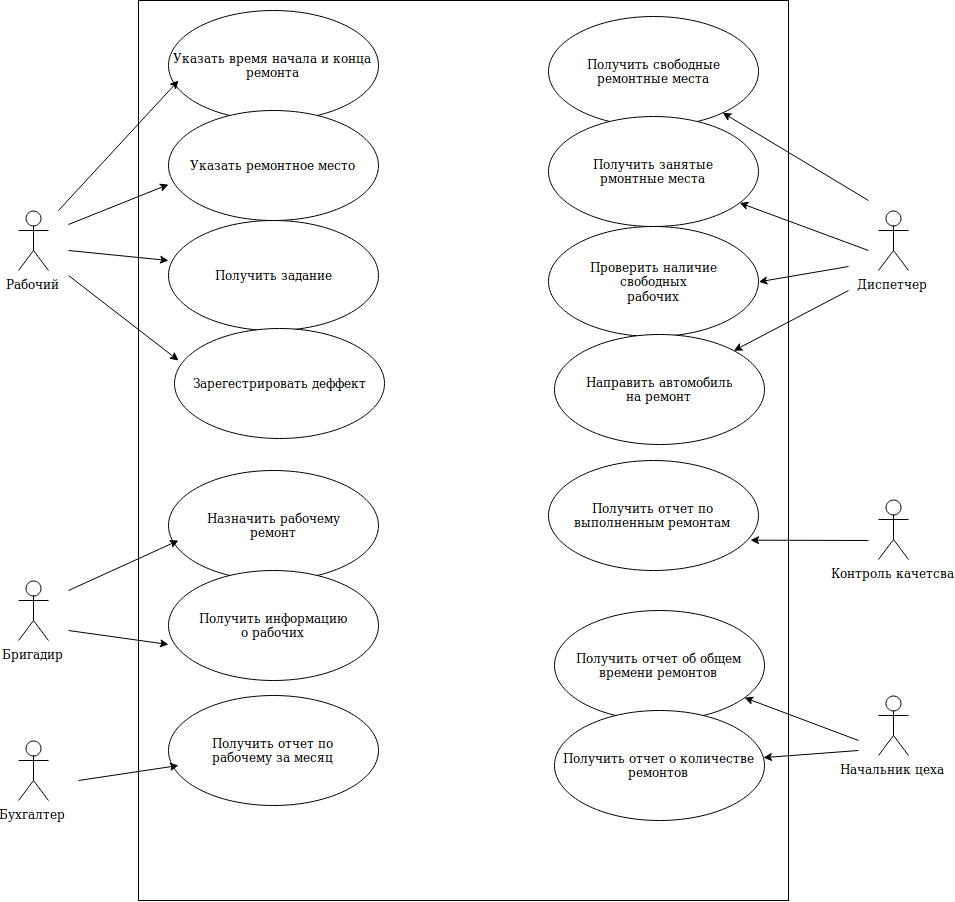 Указать время начала и конца
ремонта
Указать ремонтное место
Получить задание
Зарегестрировать деффект
Рабочий
Назначить рабочему
ремонт
Получить информацию
о рабочих
Бригадир
Получить отчет по
рабочему за месяц
Бухгалтер
Получить свободные
ремонтные места
Получить занятые
рмонтные места
Проверить наличие
свободных
рабочих
Направить автомобиль
на ремонт
Диспетчер
Получить отчет по
выполненным ремонтам
Контроль качетсва
Получить отчет об общем
времени ремонтов
Получить отчет о количестве
ремонтов
Начальник цеха